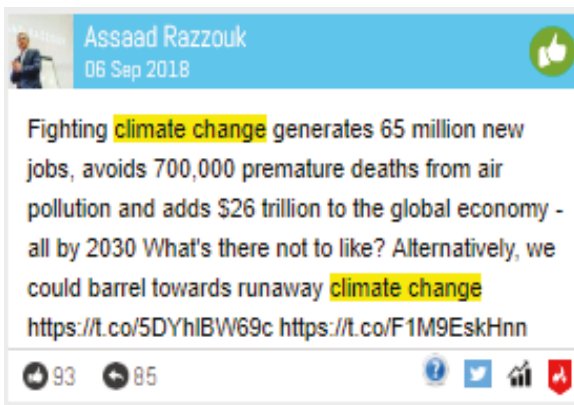 Assaad Razzouk
06 Sep 2018
Fighting climate change generates 65 million new
jobs, avoids 700,000 premature deaths from air
pollution and adds $26 trillion to the global economy -
all by 2030 What's there not to like? Alternatively, we
could barrel towards runaway climate change
https://t.co/5DYhlBW69c https://t.co/F1M9EskHnn
93 85